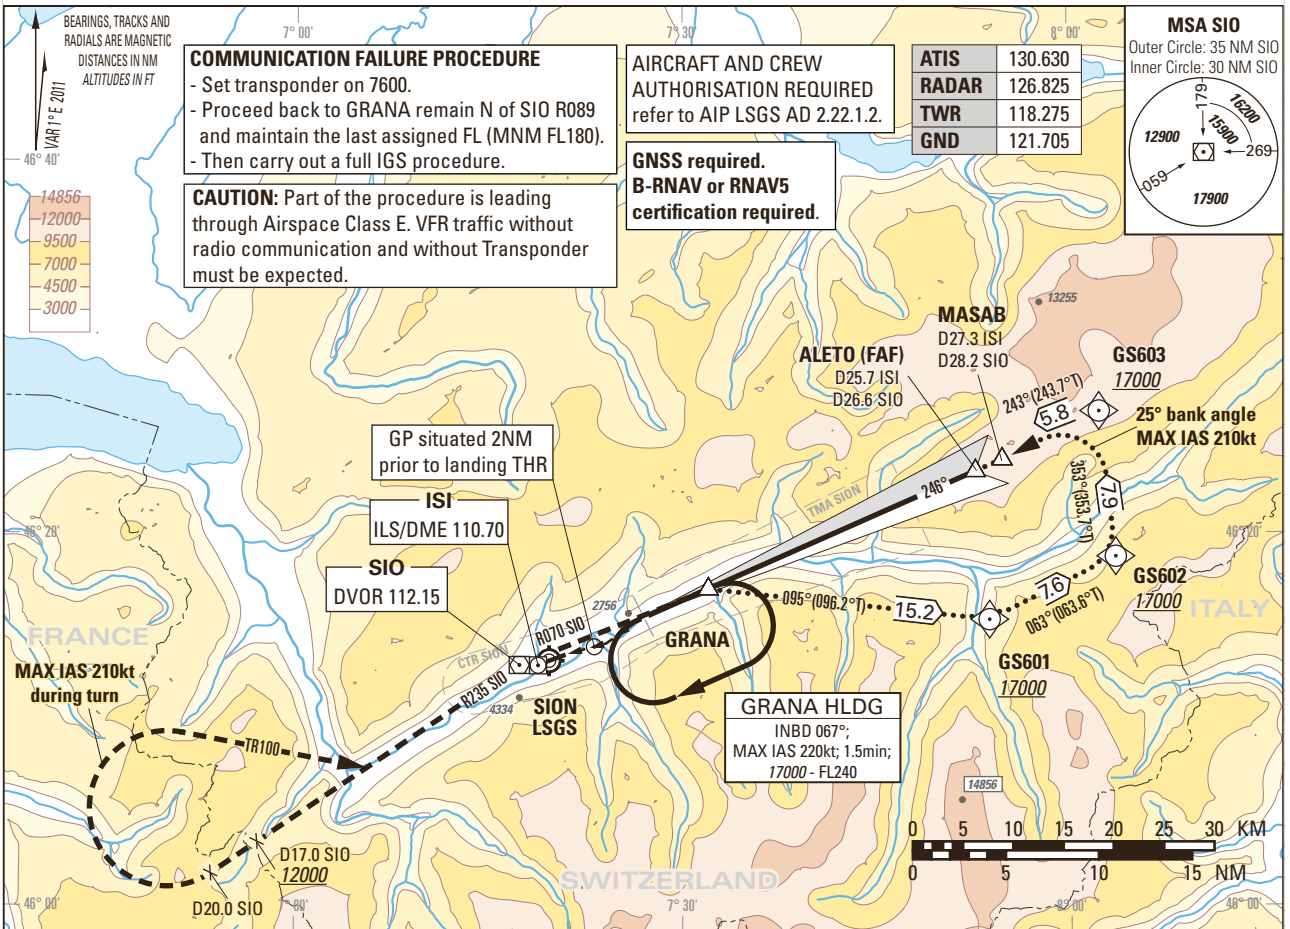 BEARINGS, TRACKS AND
RADIALS ARE MAGNETIC
DISTANCES IN NM
ALTITUDES IN FT
VAR 1° E 2011
7° 00'
7° 30'
8° 00'
46° 40'
COMMUNICATION FAILURE PROCEDURE
- Set transponder on 7600.
- Proceed back to GRANA remain N of SIO R089
and maintain the last assigned FL (MNM FL180).
- Then carry out a full IGS procedure.
CAUTION: Part of the procedure is leading
through Airspace Class E. VFR traffic without
radio communication and without Transponder
must be expected.
AIRCRAFT AND CREW
AUTHORISATION REQUIRED
refer to AIP LSGS AD 2.22.1.2.
GNSS required.
B-RNAV or RNAV5
certification required.
ATIS 130.630
RADAR 126.825
TWR 118.275
GND 121.705
MSA SIO
Outer Circle: 35 NM SIO
Inner Circle: 30 NM SIO
179
16200
15900
12900
269
059
17900
14856
12000
9500
7000
4500
3000
13255
MASAB
D27.3 ISI
D28.2 SIO
ALETO (FAF)
D25.7 ISI
D26.6 SIO
GS603
17000
243° (243.7°T)
5.8
25° bank angle
MAX IAS 210kt
353°(353.7°T)
7.9
GP situated 2NM
prior to landing THR
ISI
ILS/DME 110.70
SIO
DVOR 112.15
246°
TMA SION
46° 20'
46° 20'
GS602
17000
7.6
063° (063.6°T)
ITALY
095° (096.2°T)
15.2
GS601
17000
2756
R070 SIO
CTR SION
GRANA
FRANCE
MAX IAS 210kt
during turn
R235 SIO
4334
SION
LSGS
GRANA HLDG
INBD 067°;
MAX IAS 220kt; 1.5min;
17000 - FL240
TR100
14856
D17.0 SIO
12000
D20.0 SIO
SWITZERLAND
0 5 10 15 20 25 30 KM
0 5 10 15 NM
46° 00'
7° 30'
8° 00'
46° 00'